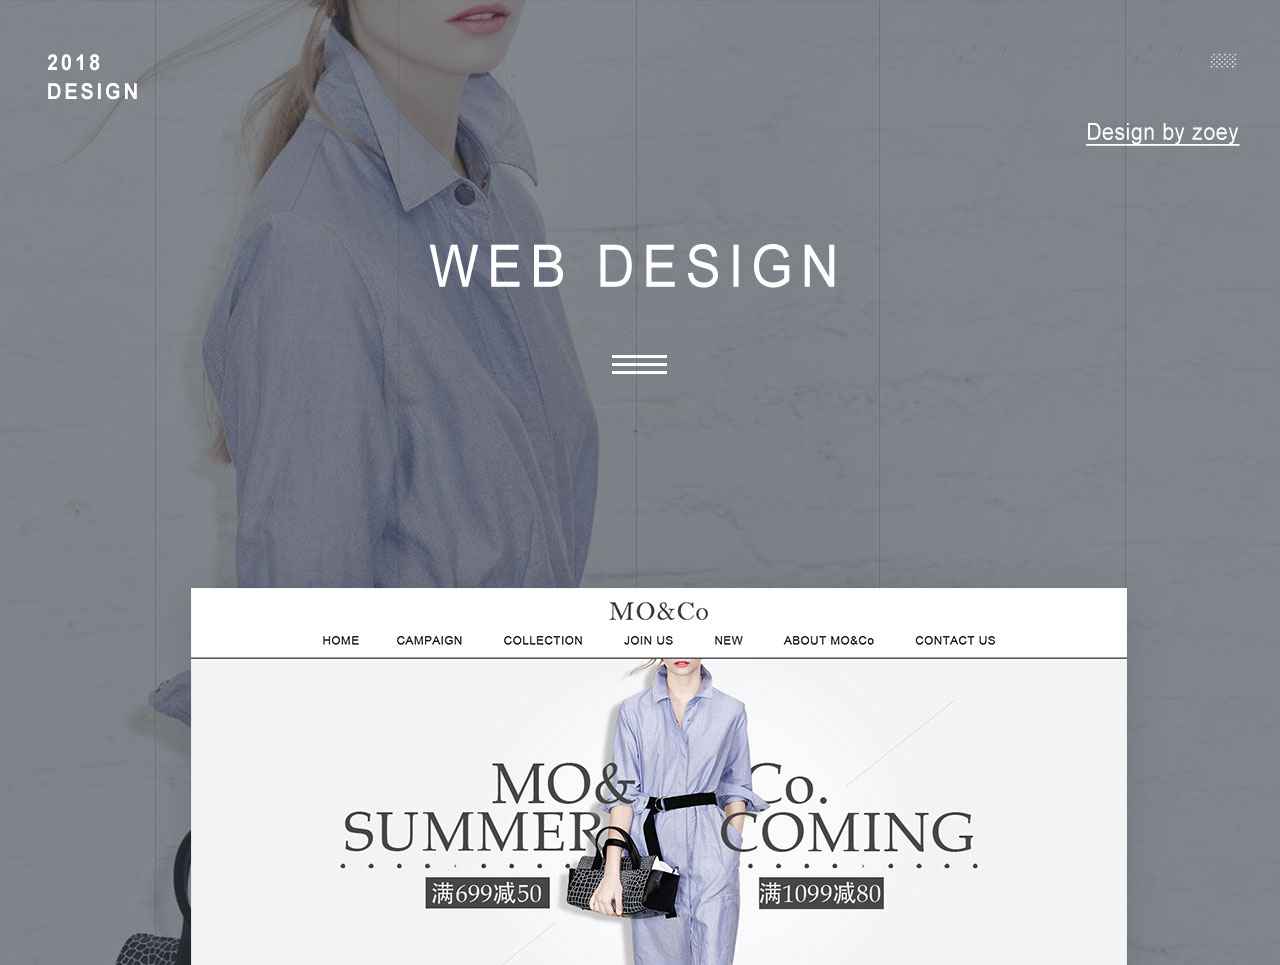 2018
DESIGN
Design by zoey
WEB DESIGN
MO&Co
HOME CAMPAIGN COLLECTION JOIN US NEW ABOUT MO&Co CONTACT US
MO& Co.
SUMMER COMING
满699减50 满1099减80